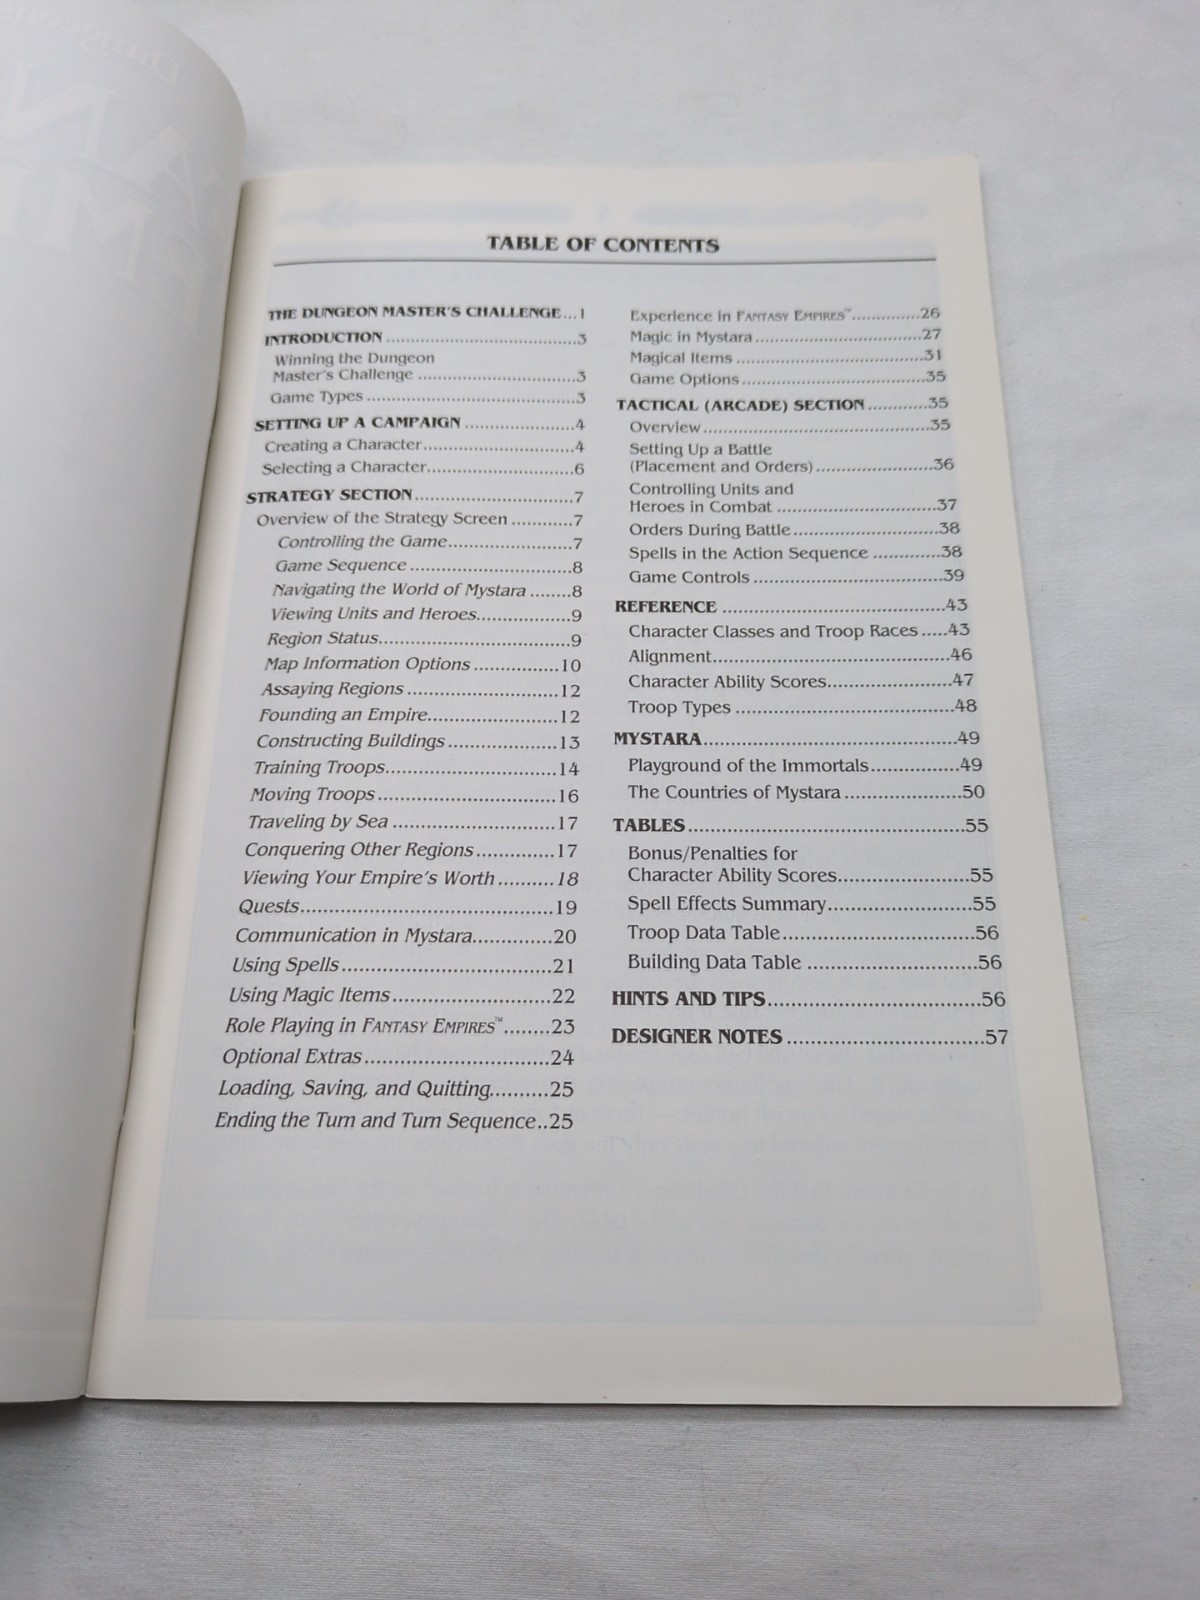 TABLE OF CONTENTS
THE DUNGEON MASTER'S CHALLENGE...1
INTRODUCTION ..................................3
Winning the Dungeon
Master's Challenge .............................3
Game Types ......................................3
SETTING UP A CAMPAIGN ....................4
Creating a Character...........................4
Selecting a Character..........................6
STRATEGY SECTION.............................7
Overview of the Strategy Screen ...........7
Controlling the Game......................7
Game Sequence ............................8
Navigating the World of Mystara .......8
Viewing Units and Heroes................9
Region Status.................................9
Map Information Options ..............10
Assaying Regions .........................12
Founding an Empire......................12
Constructing Buildings ..................13
Training Troops............................14
Moving Troops .............................16
Traveling by Sea ..........................17
Conquering Other Regions.............17
Viewing Your Empire's Worth ..........18
Quests.........................................19
Communication in Mystara.............20
Using Spells .................................21
Using Magic Items .........................22
Role Playing in FANTASY EMPIRES™........23
Optional Extras .............................24
Loading, Saving, and Quitting..........25
Ending the Turn and Turn Sequence..25
Experience in FANTASY EMPIRES™.............26
Magic in Mystara ..............................27
Magical Items ..................................31
Game Options..................................35
TACTICAL (ARCADE) SECTION ............35
Overview.........................................35
Setting Up a Battle
(Placement and Orders) .....................36
Controlling Units and
Heroes in Combat ............................37
Orders During Battle .........................38
Spells in the Action Sequence ............38
Game Controls .................................39
REFERENCE .....................................43
Character Classes and Troop Races .....43
Alignment.......................................46
Character Ability Scores.....................47
Troop Types ....................................48
MYSTARA..........................................49
Playground of the Immortals...............49
The Countries of Mystara ...................50
TABLES.............................................55
Bonus/Penalties for
Character Ability Scores.....................55
Spell Effects Summary.......................55
Troop Data Table..............................56
Building Data Table ..........................56
HINTS AND TIPS.................................56
DESIGNER NOTES ..............................57